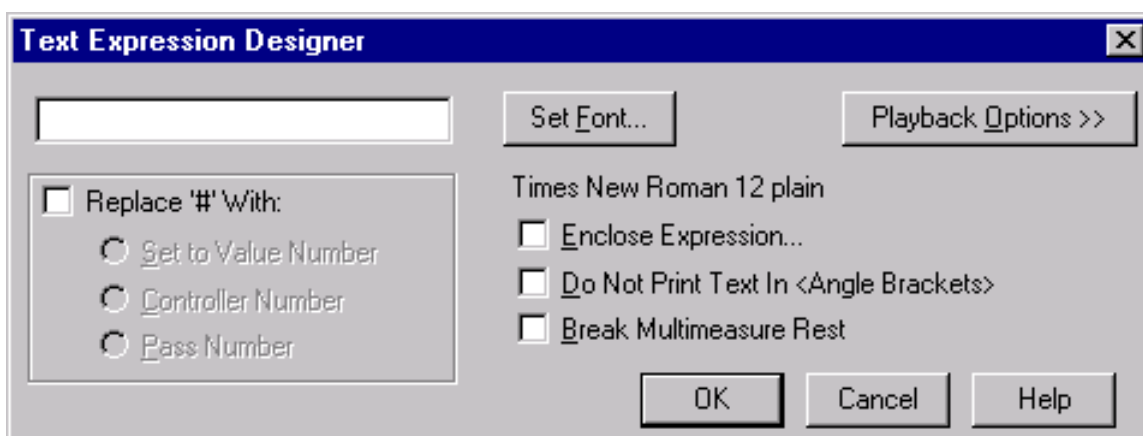 Text Expression Designer
Set Font...
Playback Options >>
Replace '#' With:
Set to Value Number
Controller Number
Pass Number
Times New Roman 12 plain
Enclose Expression...
Do Not Print Text In <Angle Brackets>
Break Multimeasure Rest
OK
Cancel
Help